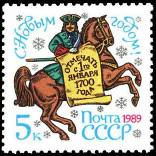 С Новым годом!
ОТМЕЧАТЬ
С 1ГО
ЯНВАРЯ
1700
ГОДА
5к
1989
ПОЧТА
СССР